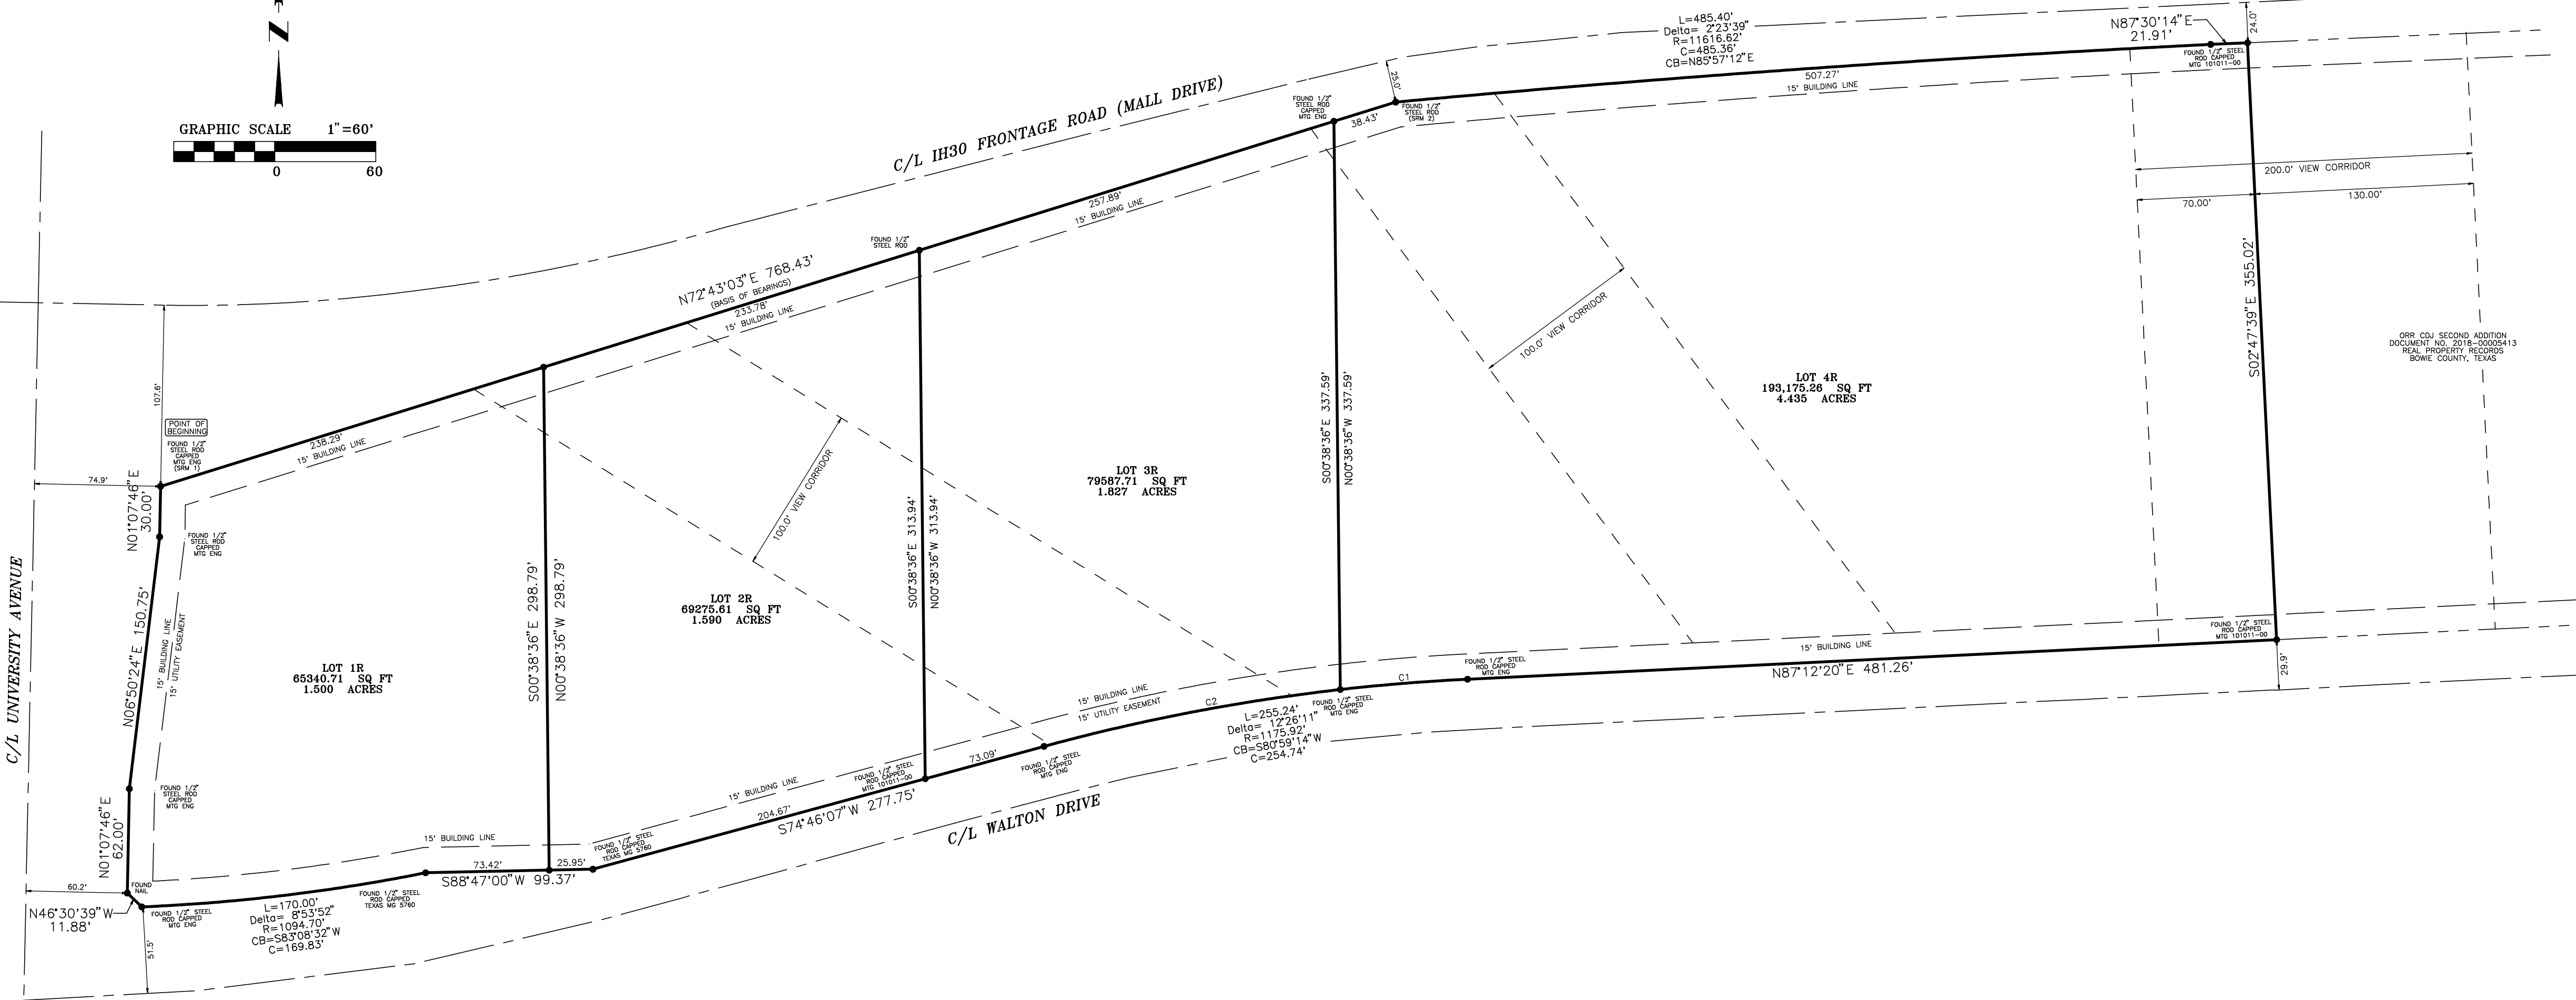 N
GRAPHIC SCALE 1"=60'
0 60
C/L IH30 FRONTAGE ROAD (MALL DRIVE)
L=485.40'
Delta= 2°23'39"
R=11616.62'
C=485.36'
CB=N85°57'12"E
N87°30'14"E
21.91'
24.0'
FOUND 1/2" STEEL
ROD CAPPED
MTG 101011-00
25.0'
FOUND 1/2"
STEEL ROD
CAPPED
MTG ENG
38.43'
FOUND 1/2"
STEEL ROD
(SRM 2)
507.27'
15' BUILDING LINE
200.0' VIEW CORRIDOR
70.00'
130.00'
257.89'
15' BUILDING LINE
FOUND 1/2"
STEEL ROD
N72°43'03"E 768.43'
(BASIS OF BEARINGS)
233.78'
15' BUILDING LINE
107.6'
POINT OF
BEGINNING
FOUND 1/2"
STEEL ROD
CAPPED
MTG ENG
(SRM 1)
238.29'
15' BUILDING LINE
74.9'
N01°07'46"E
30.00'
FOUND 1/2"
STEEL ROD
CAPPED
MTG ENG
C/L UNIVERSITY AVENUE
N06°50'24"E 150.75'
15' BUILDING LINE
15' UTILITY EASEMENT
LOT 1R
65340.71 SQ FT
1.500 ACRES
S00°38'36"E 298.79'
N00°38'36"W 298.79'
LOT 2R
69275.61 SQ FT
1.590 ACRES
100.0' VIEW CORRIDOR
S00°38'36"E 313.94'
N00°38'36"W 313.94'
LOT 3R
79587.71 SQ FT
1.827 ACRES
S00°38'36"E 337.59'
N00°38'36"W 337.59'
100.0' VIEW CORRIDOR
LOT 4R
193,175.26 SQ FT
4.435 ACRES
S02°47'39"E 355.02'
ORR CDJ SECOND ADDITION
DOCUMENT NO. 2018-00005413
REAL PROPERTY RECORDS
BOWIE COUNTY, TEXAS
FOUND 1/2" STEEL
ROD CAPPED
MTG 101011-00
29.9'
15' BUILDING LINE
N87°12'20"E 481.26'
FOUND 1/2" STEEL
ROD CAPPED
MTG ENG
C1
FOUND 1/2" STEEL
ROD CAPPED
MTG ENG
C2
15' BUILDING LINE
15' UTILITY EASEMENT
L=255.24'
Delta= 12°26'11"
R=1175.92'
CB=S80°59'14"W
C=254.74'
73.09'
FOUND 1/2" STEEL
ROD CAPPED
MTG ENG
FOUND 1/2" STEEL
ROD CAPPED
MTG 101011-00
15' BUILDING LINE
204.67'
S74°46'07"W 277.75'
C/L WALTON DRIVE
FOUND 1/2" STEEL
ROD CAPPED
TEXAS MG 5760
25.95'
73.42'
S88°47'00"W 99.37'
15' BUILDING LINE
FOUND 1/2" STEEL
ROD CAPPED
TEXAS MG 5760
FOUND 1/2"
STEEL ROD
CAPPED
MTG ENG
N01°07'46"E
62.00'
FOUND
NAIL
60.2'
N46°30'39"W
11.88'
FOUND 1/2" STEEL
ROD CAPPED
MTG ENG
51.5'
L=170.00'
Delta= 8°53'52"
R=1094.70'
CB=S83°08'32"W
C=169.83'